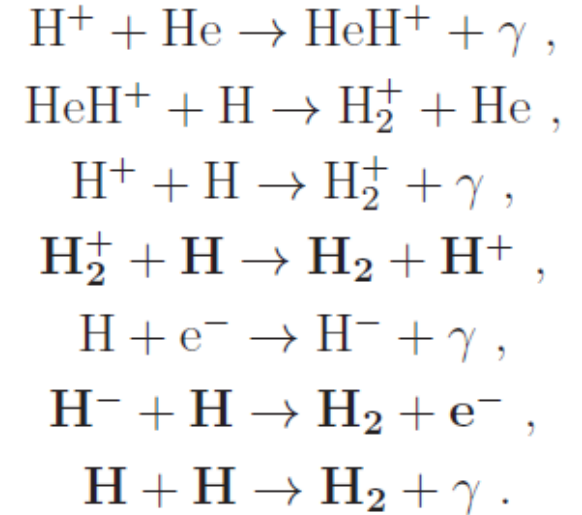 H⁺ + He → HeH⁺ + γ ,
HeH⁺ + H → H₂⁺ + He ,
H⁺ + H → H₂⁺ + γ ,
H₂⁺ + H → H₂ + H⁺ ,
H + e⁻ → H⁻ + γ ,
H⁻ + H → H₂ + e⁻ ,
H + H → H₂ + γ .